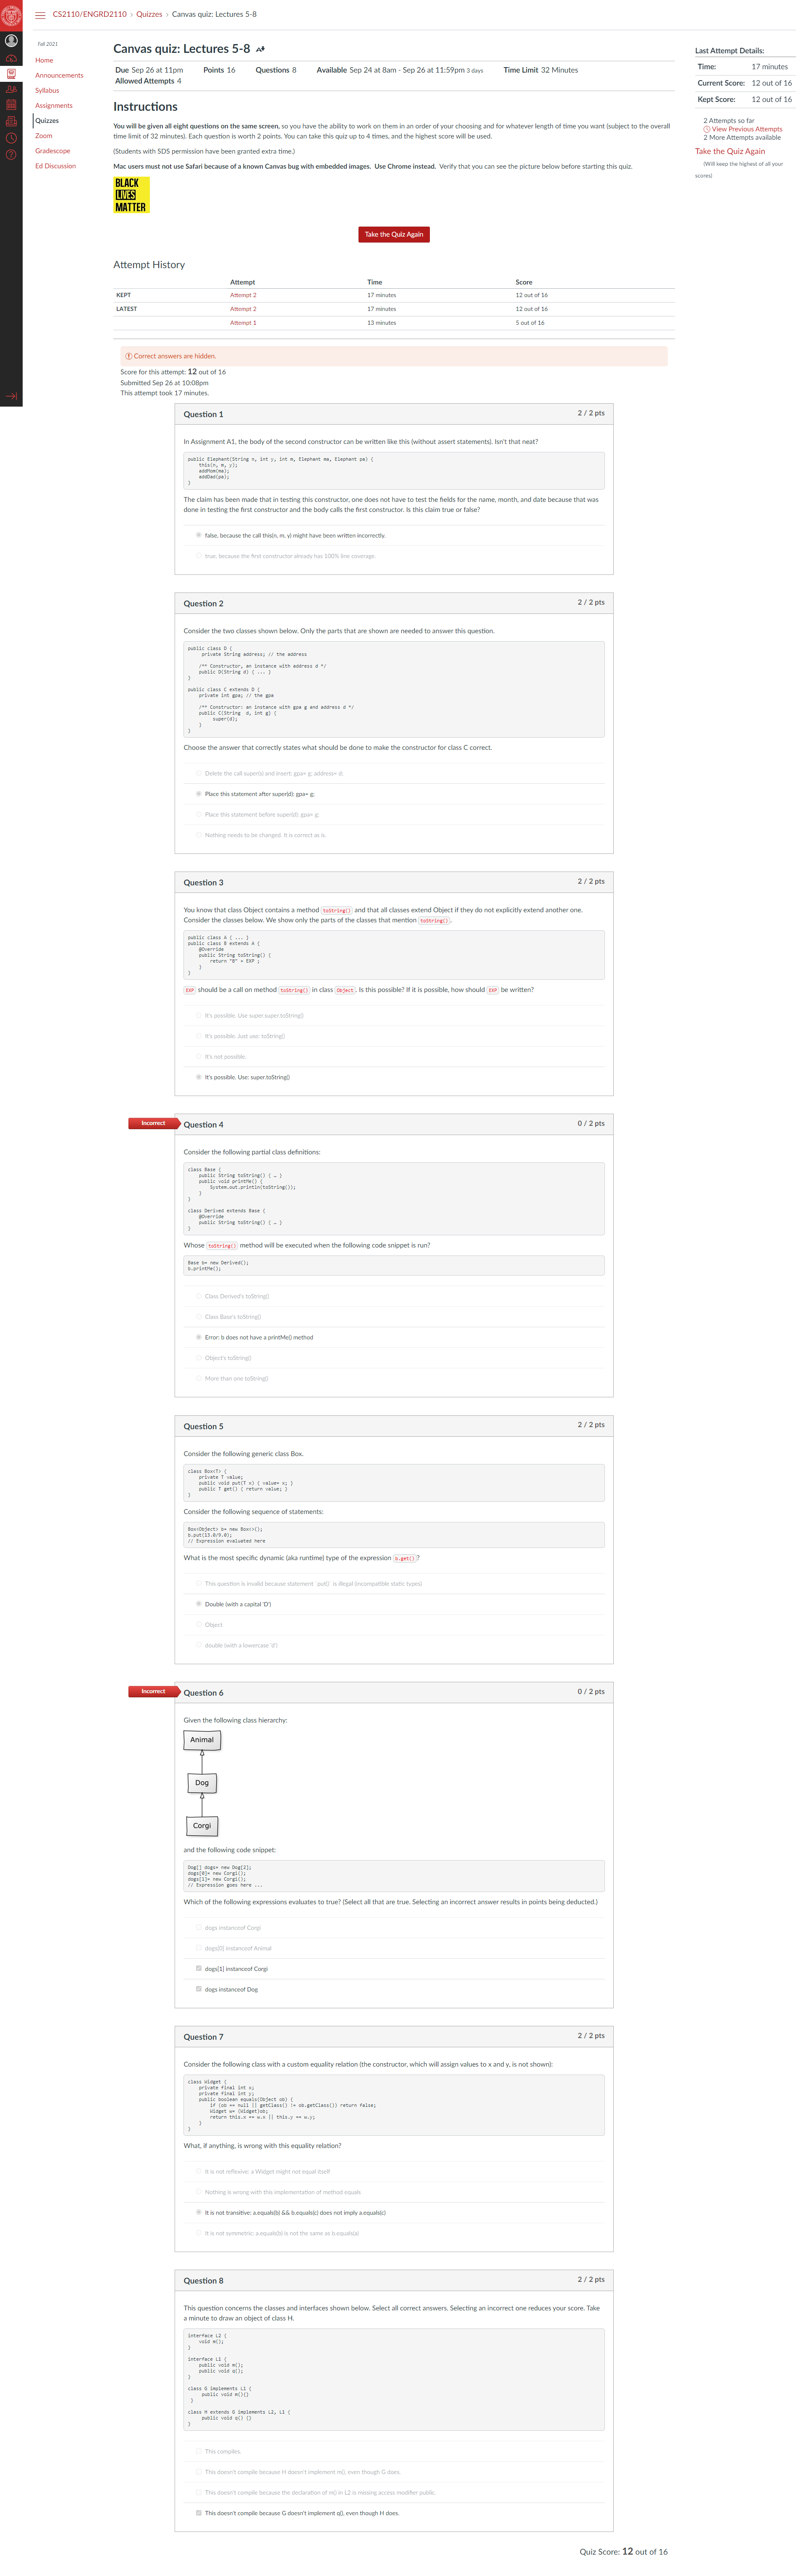 CS2110/ENGRD2110 › Quizzes › Canvas quiz: Lectures 5-8
Fall 2021
Home
Announcements
Syllabus
Assignments
Quizzes
Zoom
Gradescope
Ed Discussion
Canvas quiz: Lectures 5-8
Due Sep 26 at 11pm Points 16 Questions 8 Available Sep 24 at 8am - Sep 26 at 11:59pm 3 days Time Limit 32 Minutes
Allowed Attempts 4
Instructions
You will be given all eight questions on the same screen, so you have the ability to work on them in an order of your choosing and for whatever length of time you want (subject to the overall
time limit of 32 minutes). Each question is worth 2 points. You can take this quiz up to 4 times, and the highest score will be used.
(Students with SDS permission have been granted extra time.)
Mac users must not use Safari because of a known Canvas bug with embedded images. Use Chrome instead. Verify that you can see the picture below before starting this quiz.
BLACK
LIVES
MATTER
Take the Quiz Again
Last Attempt Details:
Time: 17 minutes
Current Score: 12 out of 16
Kept Score: 12 out of 16
2 Attempts so far
View Previous Attempts
2 More Attempts available
Take the Quiz Again
(Will keep the highest of all your
scores)
Attempt History
Attempt Time Score
KEPT Attempt 2 17 minutes 12 out of 16
LATEST Attempt 2 17 minutes 12 out of 16
Attempt 1 13 minutes 5 out of 16
Correct answers are hidden.
Score for this attempt: 12 out of 16
Submitted Sep 26 at 10:08pm
This attempt took 17 minutes.
Question 1 2 / 2 pts
In Assignment A1, the body of the second constructor can be written like this (without assert statements). Isn't that neat?
public Elephant(String n, int y, int m, Elephant ma, Elephant pa) {
this(n, m, y);
addMom(ma);
addDad(pa);
}
The claim has been made that in testing this constructor, one does not have to test the fields for the name, month, and date because that was
done in testing the first constructor and the body calls the first constructor. Is this claim true or false?
false, because the call this(n, m, y) might have been written incorrectly.
true, because the first constructor already has 100% line coverage.
Question 2 2 / 2 pts
Consider the two classes shown below. Only the parts that are shown are needed to answer this question.
public class D {
private String address; // the address
/** Constructor, an instance with address d */
public D(String d) { ... }
}
public class C extends D {
private int gpa; // the gpa
/** Constructor: an instance with gpa g and address d */
public C(String d, int g) {
super(d);
}
}
Choose the answer that correctly states what should be done to make the constructor for class C correct.
Delete the call super(s) and insert: gpa= g; address= d;
Place this statement after super(d): gpa= g;
Place this statement before super(d): gpa= g;
Nothing needs to be changed. It is correct as is.
Question 3 2 / 2 pts
You know that class Object contains a method toString() and that all classes extend Object if they do not explicitly extend another one.
Consider the classes below. We show only the parts of the classes that mention toString().
public class A { ... }
public class B extends A {
@Override
public String toString() {
return "B" + EXP ;
}
}
EXP should be a call on method toString() in class Object. Is this possible? If it is possible, how should EXP be written?
It's possible. Use super.super.toString()
It's possible. Just use: toString()
It's not possible.
It's possible. Use: super.toString()
Incorrect
Question 4 0 / 2 pts
Consider the following partial class definitions:
class Base {
public String toString() { … }
public void printMe() {
System.out.println(toString());
}
}
class Derived extends Base {
@Override
public String toString() { … }
}
Whose toString() method will be executed when the following code snippet is run?
Base b= new Derived();
b.printMe();
Class Derived's toString()
Class Base's toString()
Error: b does not have a printMe() method
Object's toString()
More than one toString()
Question 5 2 / 2 pts
Consider the following generic class Box.
class Box<T> {
private T value;
public void put(T x) { value= x; }
public T get() { return value; }
}
Consider the following sequence of statements:
Box<Object> b= new Box<>();
b.put(15.0/9.0);
// Expression evaluated here
What is the most specific dynamic (aka runtime) type of the expression b.get()?
This question is invalid because statement `put()` is illegal (incompatible static types)
Double (with a capital 'D')
Object
double (with a lowercase 'd')
Incorrect
Question 6 0 / 2 pts
Given the following class hierarchy:
Animal
Dog
Corgi
and the following code snippet:
Dog[] dogs= new Dog[2];
dogs[0]= new Corgi();
dogs[1]= new Corgi();
// Expression goes here ...
Which of the following expressions evaluates to true? (Select all that are true. Selecting an incorrect answer results in points being deducted.)
dogs instanceof Corgi
dogs[0] instanceof Animal
dogs[1] instanceof Corgi
dogs instanceof Dog
Question 7 2 / 2 pts
Consider the following class with a custom equality relation (the constructor, which will assign values to x and y, is not shown):
class Widget {
private final int x;
private final int y;
public boolean equals(Object ob) {
if (ob == null || getClass() != ob.getClass()) return false;
Widget w= (Widget)ob;
return this.x == w.x || this.y == w.y;
}
}
What, if anything, is wrong with this equality relation?
It is not reflexive: a Widget might not equal itself
Nothing is wrong with this implementation of method equals
It is not transitive: a.equals(b) && b.equals(c) does not imply a.equals(c)
It is not symmetric: a.equals(b) is not the same as b.equals(a)
Question 8 2 / 2 pts
This question concerns the classes and interfaces shown below. Select all correct answers. Selecting an incorrect one reduces your score. Take
a minute to draw an object of class H.
interface L2 {
void m();
}
interface L1 {
public void m();
public void q();
}
class G implements L1 {
public void m(){}
}
class H extends G implements L2, L1 {
public void q() {}
}
This compiles.
This doesn't compile because H doesn't implement m(), even though G does.
This doesn't compile because the declaration of m() in L2 is missing access modifier public.
This doesn't compile because G doesn't implement q(), even though H does.
Quiz Score: 12 out of 16